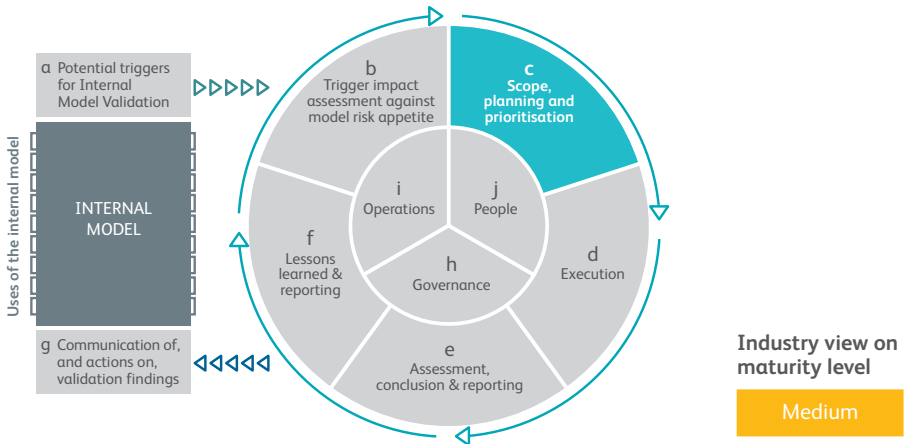 a Potential triggers
for Internal
Model Validation
Uses of the internal model
INTERNAL
MODEL
g Communication of,
and actions on,
validation findings
b
Trigger impact
assessment against
model risk appetite
c
Scope,
planning and
prioritisation
d
Execution
e
Assessment,
conclusion & reporting
f
Lessons
learned &
reporting
i
Operations
j
People
h
Governance
Industry view on
maturity level
Medium